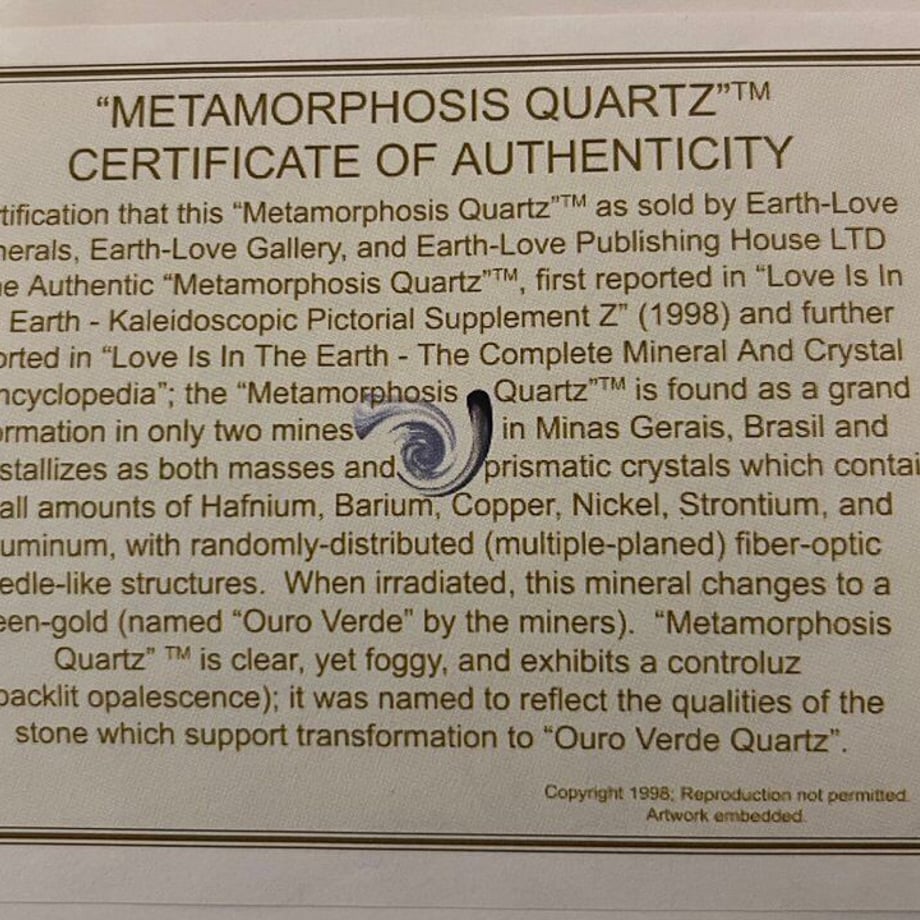 “METAMORPHOSIS QUARTZ”™
CERTIFICATE OF AUTHENTICITY
tification that this “Metamorphosis Quartz”™ as sold by Earth-Love
nerals, Earth-Love Gallery, and Earth-Love Publishing House LTD
e Authentic “Metamorphosis Quartz”™, first reported in “Love Is In
Earth - Kaleidoscopic Pictorial Supplement Z” (1998) and further
orted in “Love Is In The Earth - The Complete Mineral And Crystal
ncyclopedia”; the “Metamorphosis Quartz”™ is found as a grand
ormation in only two mines in Minas Gerais, Brasil and
stallizes as both masses and prismatic crystals which contai
all amounts of Hafnium, Barium, Copper, Nickel, Strontium, and
uminum, with randomly-distributed (multiple-planed) fiber-optic
edle-like structures. When irradiated, this mineral changes to a
een-gold (named “Ouro Verde” by the miners). “Metamorphosis
Quartz” ™ is clear, yet foggy, and exhibits a controluz
backlit opalescence); it was named to reflect the qualities of the
stone which support transformation to “Ouro Verde Quartz”.
Copyright 1998; Reproduction not permitted.
Artwork embedded.